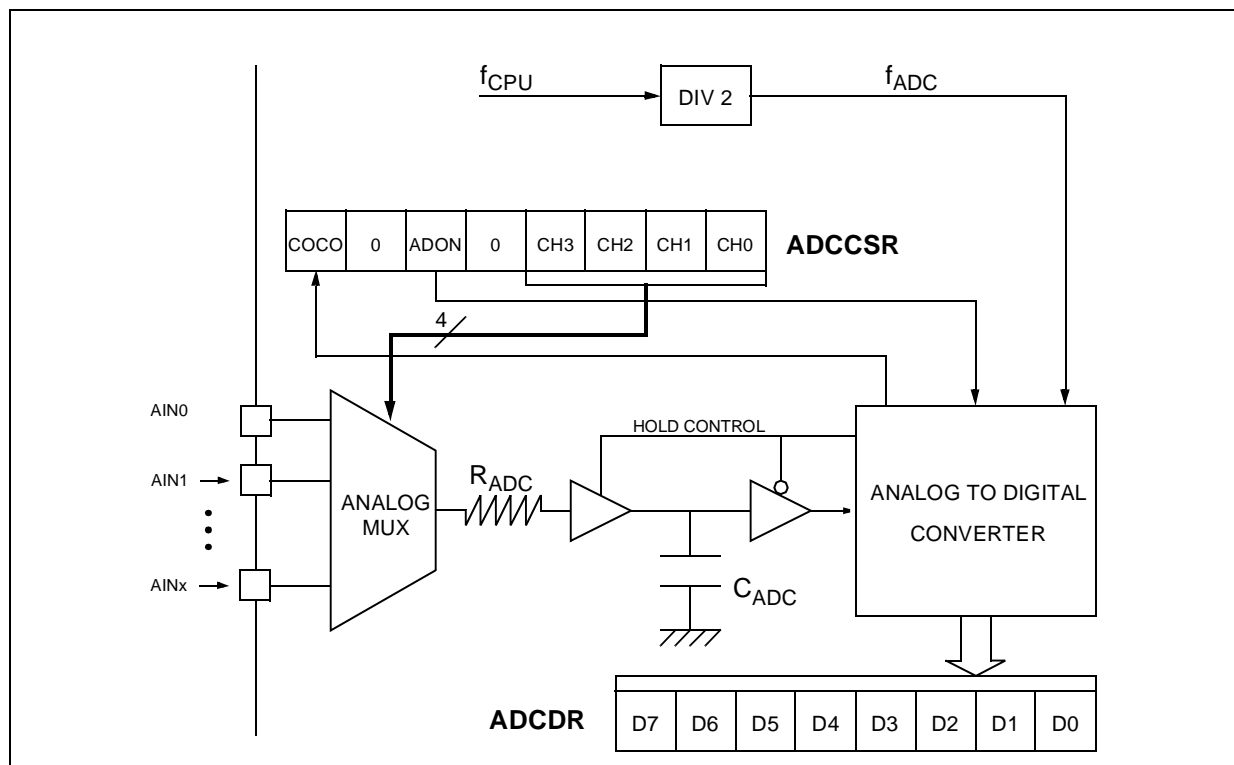 fCPU
DIV 2
fADC
COCO 0 ADON 0 CH3 CH2 CH1 CH0 ADCCSR
4
AIN0
HOLD CONTROL
AIN1
RADC
ANALOG
MUX
ANALOG TO DIGITAL
CONVERTER
AINx
CADC
ADCDR D7 D6 D5 D4 D3 D2 D1 D0